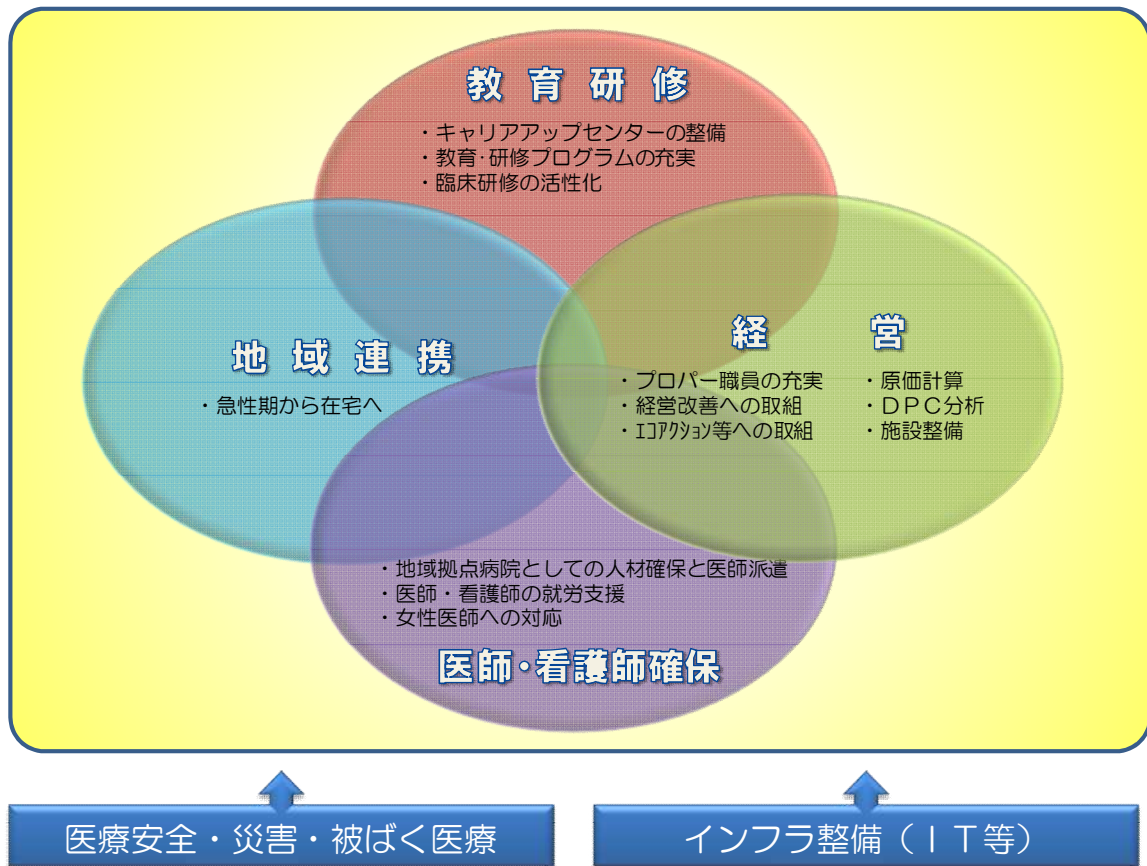 教育研修
・キャリアアップセンターの整備
・教育･研修プログラムの充実
・臨床研修の活性化
地域連携
・急性期から在宅へ
経営
・プロパー職員の充実
・経営改善への取組
・ｴｺｱｸｼｮﾝ等への取組
・原価計算
・ＤＰＣ分析
・施設整備
・地域拠点病院としての人材確保と医師派遣
・医師・看護師の就労支援
・女性医師への対応
医師・看護師確保
医療安全・災害・被ばく医療
インフラ整備（ＩＴ等）